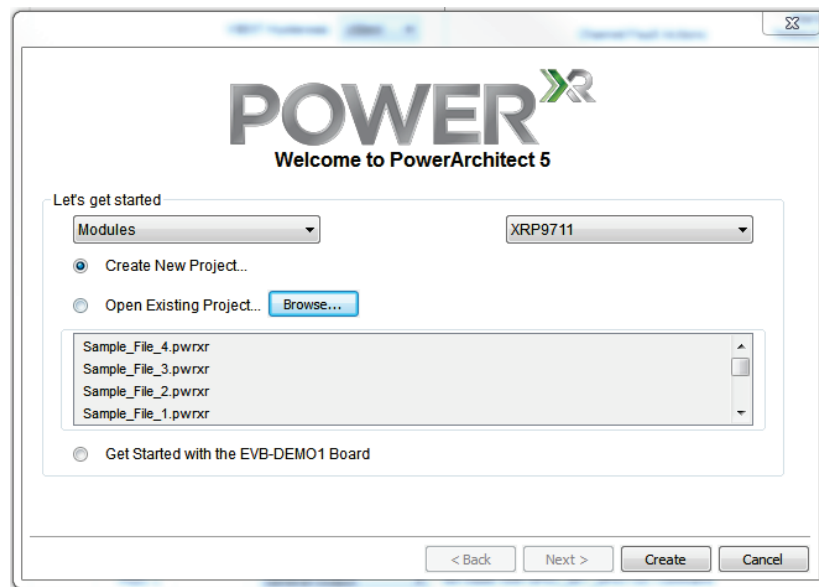 POWER XR
Welcome to PowerArchitect 5
Let's get started
Modules
XRP9711
Create New Project...
Open Existing Project...
Browse...
Sample_File_4.pwrxr
Sample_File_3.pwrxr
Sample_File_2.pwrxr
Sample_File_1.pwrxr
Get Started with the EVB-DEMO1 Board
< Back
Next >
Create
Cancel